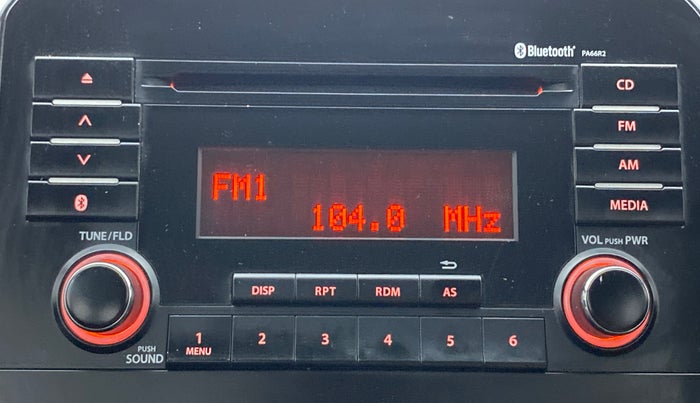 Bluetooth® PA66R2
CD
FM
AM
MEDIA
FM1
104.0 MHz
TUNE/FLD
VOL PUSH PWR
DISP RPT RDM AS
PUSH
SOUND
1 2 3 4 5 6
MENU